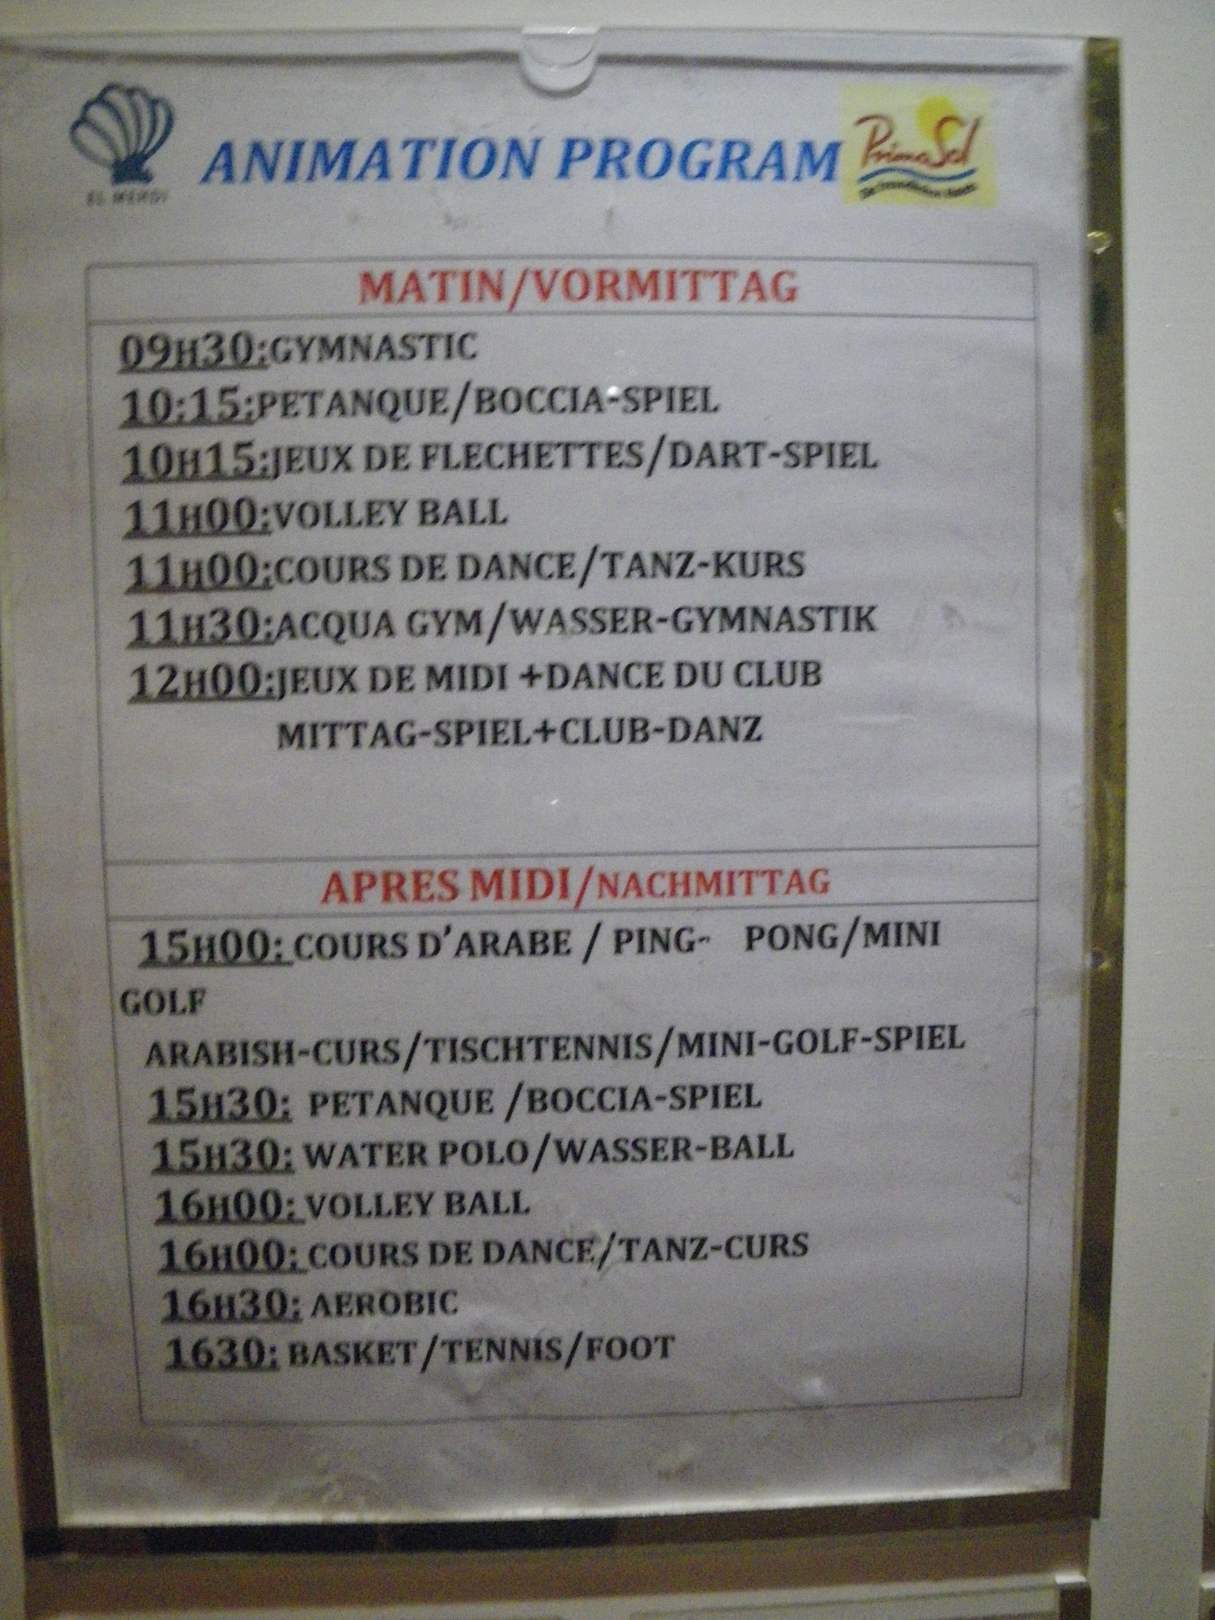 EL MEHDI
ANIMATION PROGRAM
PrimaSol
MATIN/VORMITTAG
09H30:GYMNASTIC
10:15:PETANQUE/BOCCIA-SPIEL
10H15:JEUX DE FLECHETTES/DART-SPIEL
11H00:VOLLEY BALL
11H00:COURS DE DANCE/TANZ-KURS
11H30:ACQUA GYM/WASSER-GYMNASTIK
12H00:JEUX DE MIDI +DANCE DU CLUB
MITTAG-SPIEL+CLUB-DANZ
APRES MIDI/NACHMITTAG
15H00: COURS D'ARABE / PING- PONG/MINI
GOLF
ARABISH-CURS/TISCHTENNIS/MINI-GOLF-SPIEL
15H30: PETANQUE /BOCCIA-SPIEL
15H30: WATER POLO/WASSER-BALL
16H00: VOLLEY BALL
16H00: COURS DE DANCE/TANZ-CURS
16H30: AEROBIC
1630: BASKET/TENNIS/FOOT